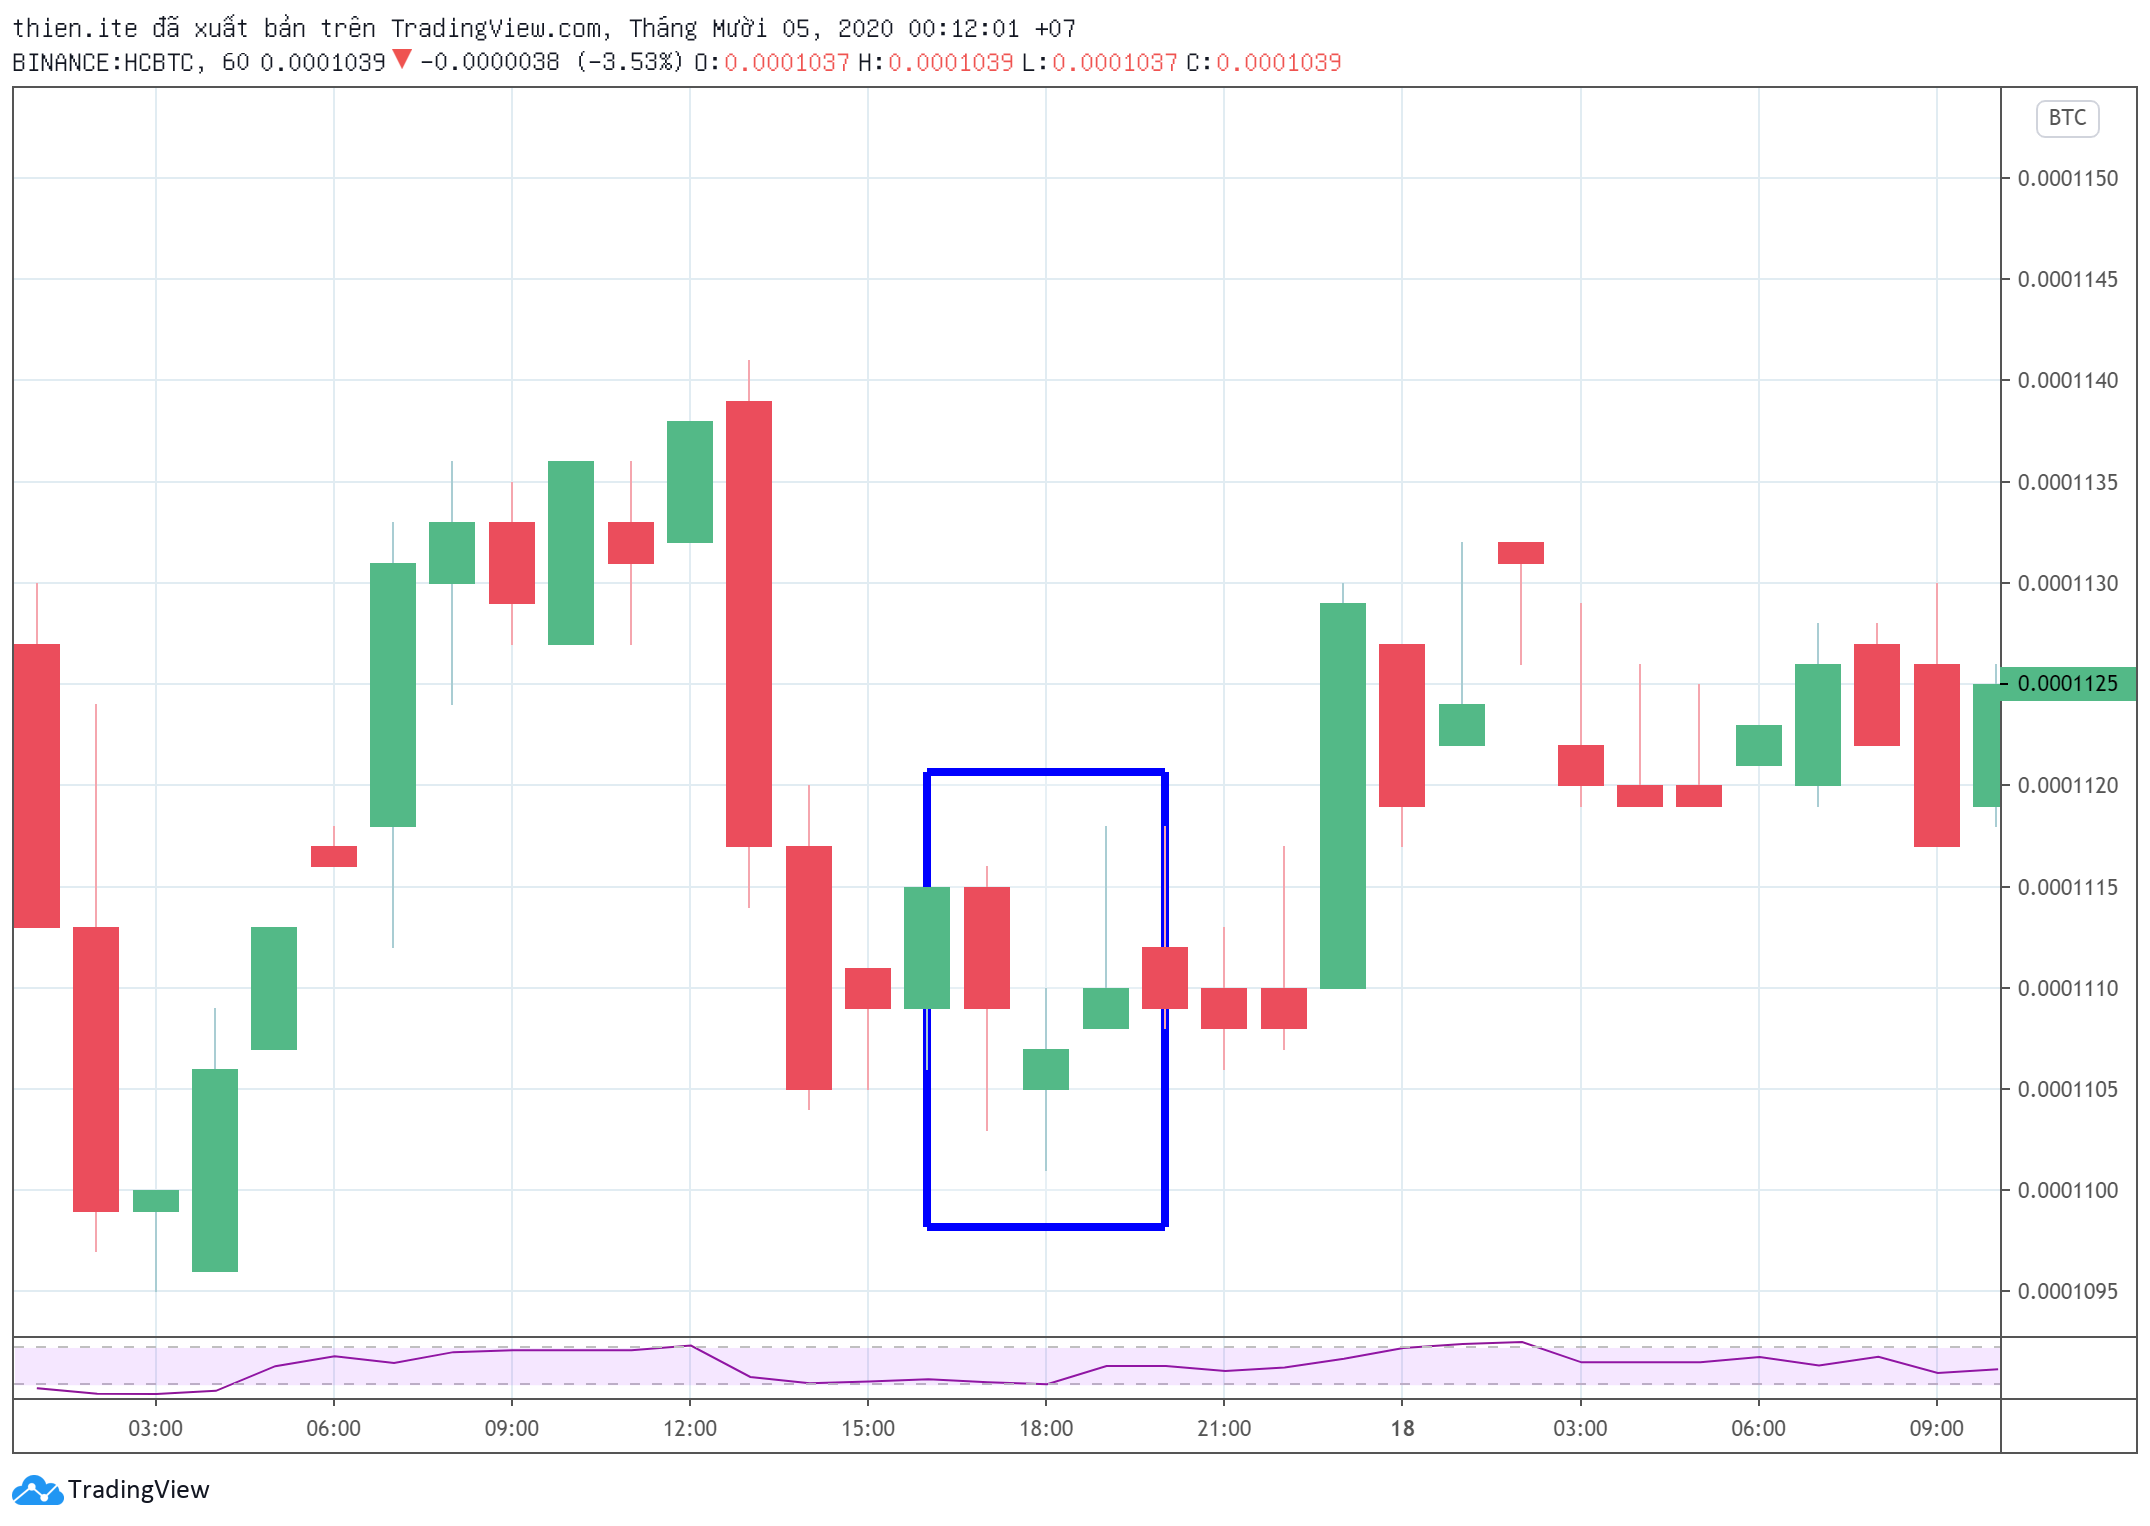 thien.ite đã xuất bản trên TradingView.com, Tháng Mười 05, 2020 00:12:01 +07
BINANCE:HCBTC, 60 0.0001039 ▼ −0.0000038 (−3.53%) O:0.0001037 H:0.0001039 L:0.0001037 C:0.0001039
BTC
0.0001150
0.0001145
0.0001140
0.0001135
0.0001130
0.0001125
0.0001120
0.0001115
0.0001110
0.0001105
0.0001100
0.0001095
03:00 06:00 09:00 12:00 15:00 18:00 21:00 18 03:00 06:00 09:00
TradingView